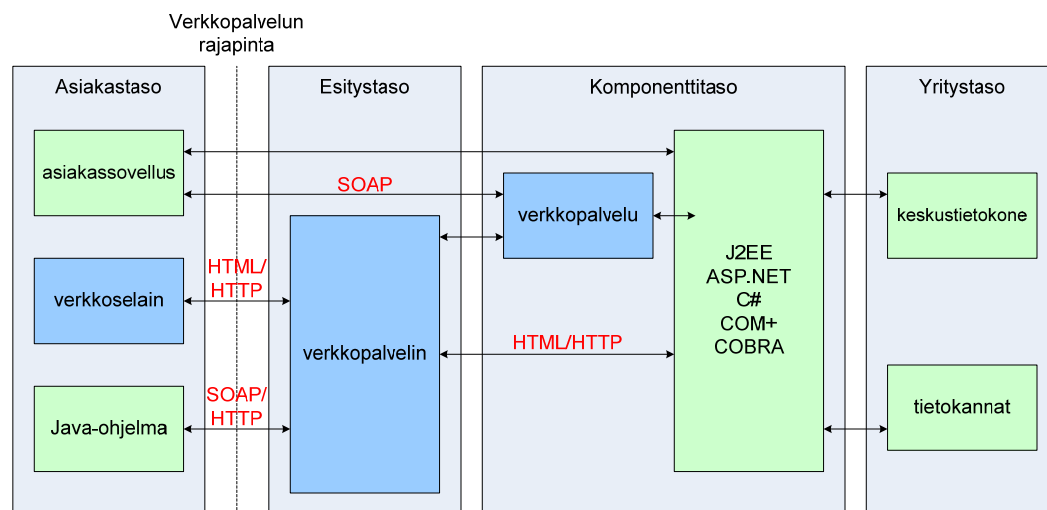 Verkkopalvelun
rajapinta
Asiakastaso
Esitystaso
Komponenttitaso
Yritystaso
asiakassovellus
SOAP
verkkopalvelu
keskustietokone
HTML/
HTTP
verkkoselain
J2EE
ASP.NET
C#
COM+
COBRA
verkkopalvelin
HTML/HTTP
SOAP/
HTTP
Java-ohjelma
tietokannat